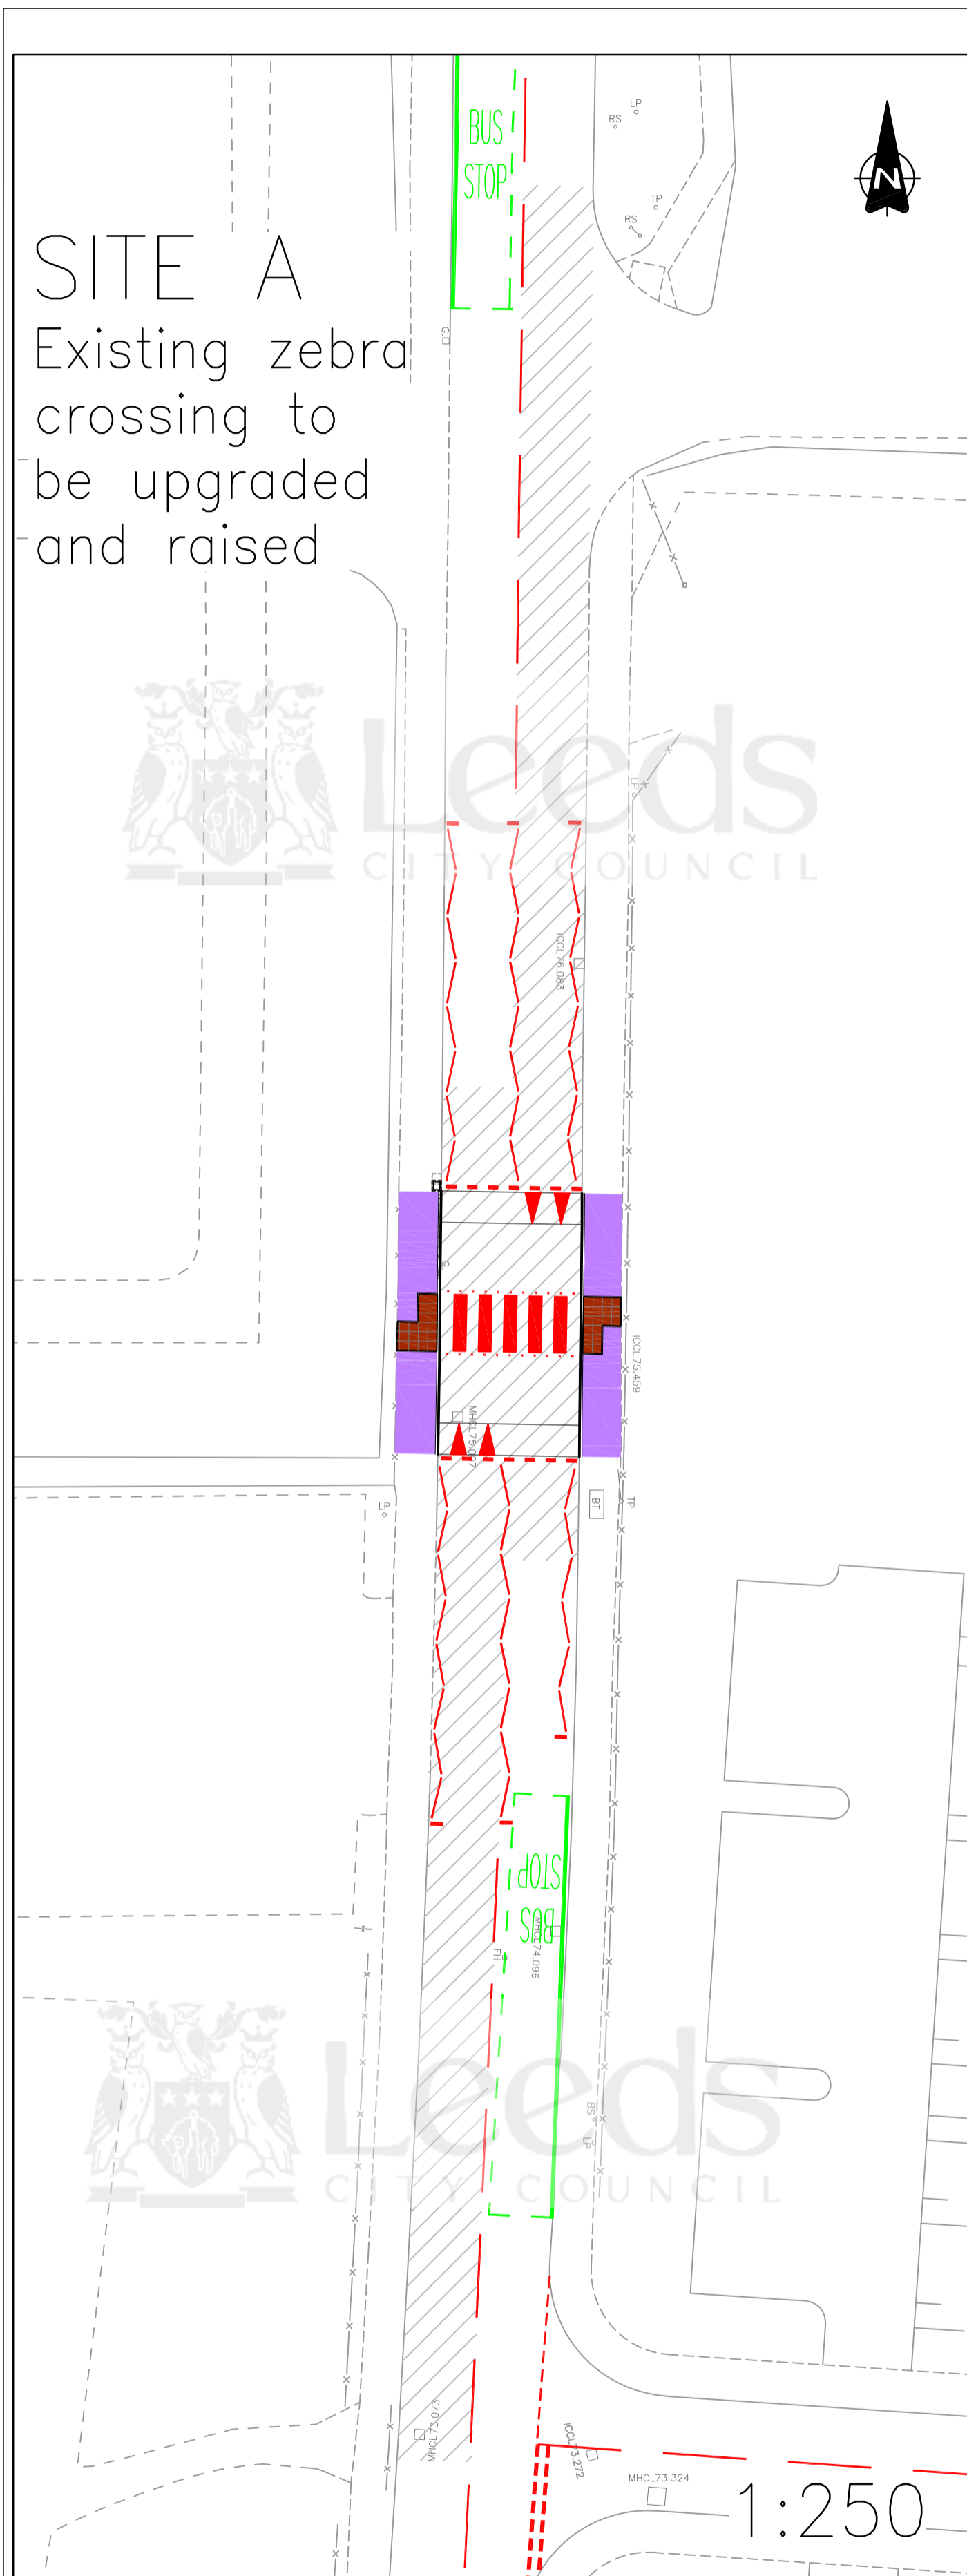 BUS
STOP
LP
RS
TP
RS
N
SITE A
Existing zebra
crossing to
be upgraded
and raised
G
LP
Leeds
CITY COUNCIL
ICCL76.083
G
ICCL75.459
LP
BT
TP
STOP
BUS
FH
MHCL74.096
Leeds
CITY COUNCIL
BS
LP
MHCL73.073
ICCL73.272
MHCL73.324
1:250